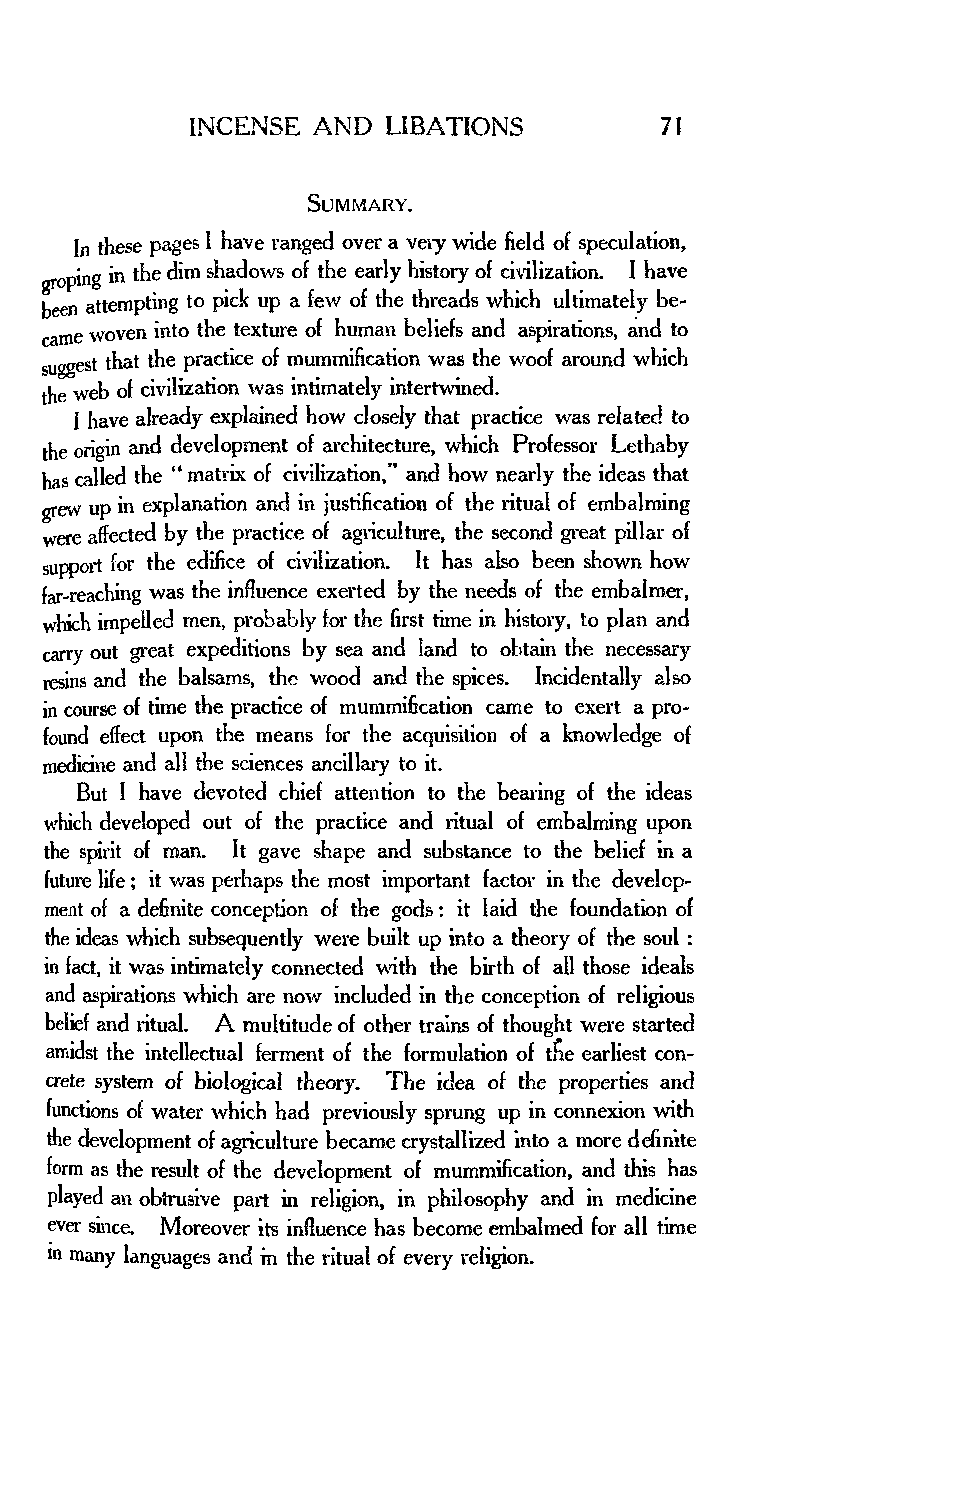 INCENSE AND LIBATIONS 71
SUMMARY.
In these pages I have ranged over a very wide field of speculation,
groping in the dim shadows of the early history of civilization. I have
been attempting to pick up a few of the threads which ultimately be-
came woven into the texture of human beliefs and aspirations, and to
suggest that the practice of mummification was the woof around which
the web of civilization was intimately intertwined.
I have already explained how closely that practice was related to
the origin and development of architecture, which Professor Lethaby
has called the “matrix of civilization,” and how nearly the ideas that
grew up in explanation and in justification of the ritual of embalming
were affected by the practice of agriculture, the second great pillar of
support for the edifice of civilization. It has also been shown how
far-reaching was the influence exerted by the needs of the embalmer,
which impelled men, probably for the first time in history, to plan and
carry out great expeditions by sea and land to obtain the necessary
resins and the balsams, the wood and the spices. Incidentally also
in course of time the practice of mummification came to exert a pro-
found effect upon the means for the acquisition of a knowledge of
medicine and all the sciences ancillary to it.
But I have devoted chief attention to the bearing of the ideas
which developed out of the practice and ritual of embalming upon
the spirit of man. It gave shape and substance to the belief in a
future life; it was perhaps the most important factor in the develop-
ment of a definite conception of the gods: it laid the foundation of
the ideas which subsequently were built up into a theory of the soul:
in fact, it was intimately connected with the birth of all those ideals
and aspirations which are now included in the conception of religious
belief and ritual. A multitude of other trains of thought were started
amidst the intellectual ferment of the formulation of the earliest con-
crete system of biological theory. The idea of the properties and
functions of water which had previously sprung up in connexion with
the development of agriculture became crystallized into a more definite
form as the result of the development of mummification, and this has
played an obtrusive part in religion, in philosophy and in medicine
ever since. Moreover its influence has become embalmed for all time
in many languages and in the ritual of every religion.